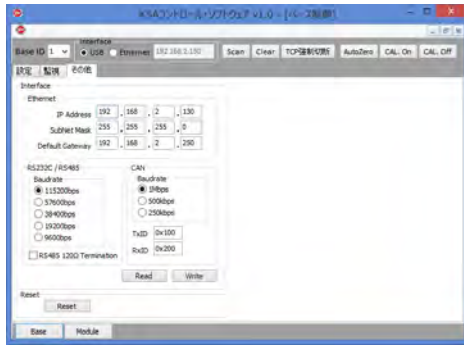 KSAコントロール・ソフトウェア v1.0 - [ベース制御]
Base ID 1 Interface USB Ethernet 192.168.1.150 Scan Clear TCP強制切断 AutoZero CAL. On CAL. Off
設定 監視 その他
Interface
Ethernet
IP Address 192 . 168 . 2 . 130
SubNet Mask 255 . 255 . 255 . 0
Default Gateway 192 . 168 . 2 . 250
RS232C / RS485 CAN
Baudrate Baudrate
115200bps 1Mbps
57600bps 500kbps
38400bps 250kbps
19200bps
9600bps TxID 0x100
RS485 120Ω Termination RxID 0x200
Read Write
Reset
Reset
Base Module